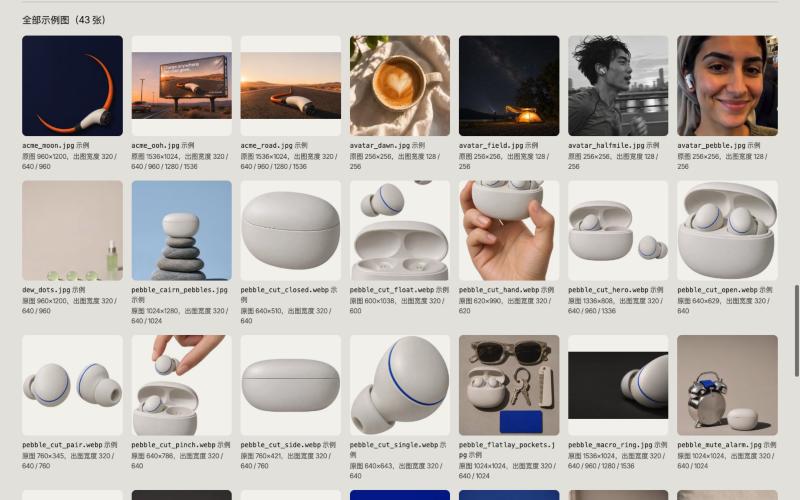 全部示例图（43 张）
acme_moon.jpg 示例
原图 960×1200，出图宽度 320 /
640 / 960
acme_ooh.jpg 示例
原图 1536×1024，出图宽度 320 /
640 / 960 / 1280 / 1536
acme_road.jpg 示例
原图 1536×1024，出图宽度 320 /
640 / 960 / 1280 / 1536
avatar_dawn.jpg 示例
原图 256×256，出图宽度 128 /
256
avatar_field.jpg 示例
原图 256×256，出图宽度 128 /
256
avatar_halfmile.jpg 示例
原图 256×256，出图宽度 128 /
256
avatar_pebble.jpg 示例
原图 256×256，出图宽度 128 /
256
dew_dots.jpg 示例
原图 960×1200，出图宽度 320 /
640 / 960
pebble_cairn_pebbles.jpg
示例
原图 1024×1280，出图宽度 320 /
640 / 1024
pebble_cut_closed.webp 示
例
原图 640×510，出图宽度 320 /
640
pebble_cut_float.webp 示例
原图 600×1038，出图宽度 320 /
600
pebble_cut_hand.webp 示例
原图 620×990，出图宽度 320 /
620
pebble_cut_hero.webp 示例
原图 1336×808，出图宽度 320 /
640 / 960 / 1336
pebble_cut_open.webp 示例
原图 640×629，出图宽度 320 /
640
pebble_cut_pair.webp 示例
原图 760×345，出图宽度 320 /
640 / 760
pebble_cut_pinch.webp 示例
原图 640×786，出图宽度 320 /
640
pebble_cut_side.webp 示例
原图 760×421，出图宽度 320 /
640 / 760
pebble_cut_single.webp 示
例
原图 640×643，出图宽度 320 /
640
pebble_flatlay_pockets.j
pg 示例
原图 1024×1024，出图宽度 320 /
640 / 1024
pebble_macro_ring.jpg 示例
原图 1536×1024，出图宽度 320 /
640 / 960 / 1280 / 1536
pebble_mute_alarm.jpg 示例
原图 1024×1024，出图宽度 320 /
640 / 1024